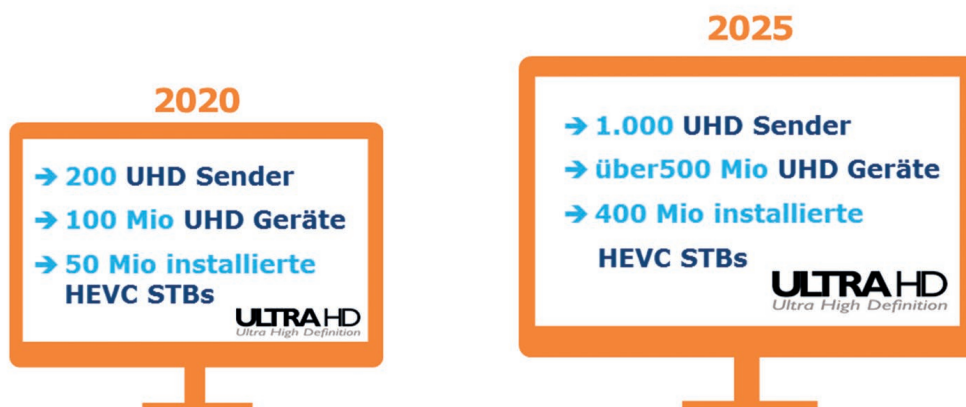 2020
➔ 200 UHD Sender
➔ 100 Mio UHD Geräte
➔ 50 Mio installierte
HEVC STBs
ULTRA HD
Ultra High Definition
2025
➔ 1.000 UHD Sender
➔ über500 Mio UHD Geräte
➔ 400 Mio installierte
HEVC STBs
ULTRA HD
Ultra High Definition